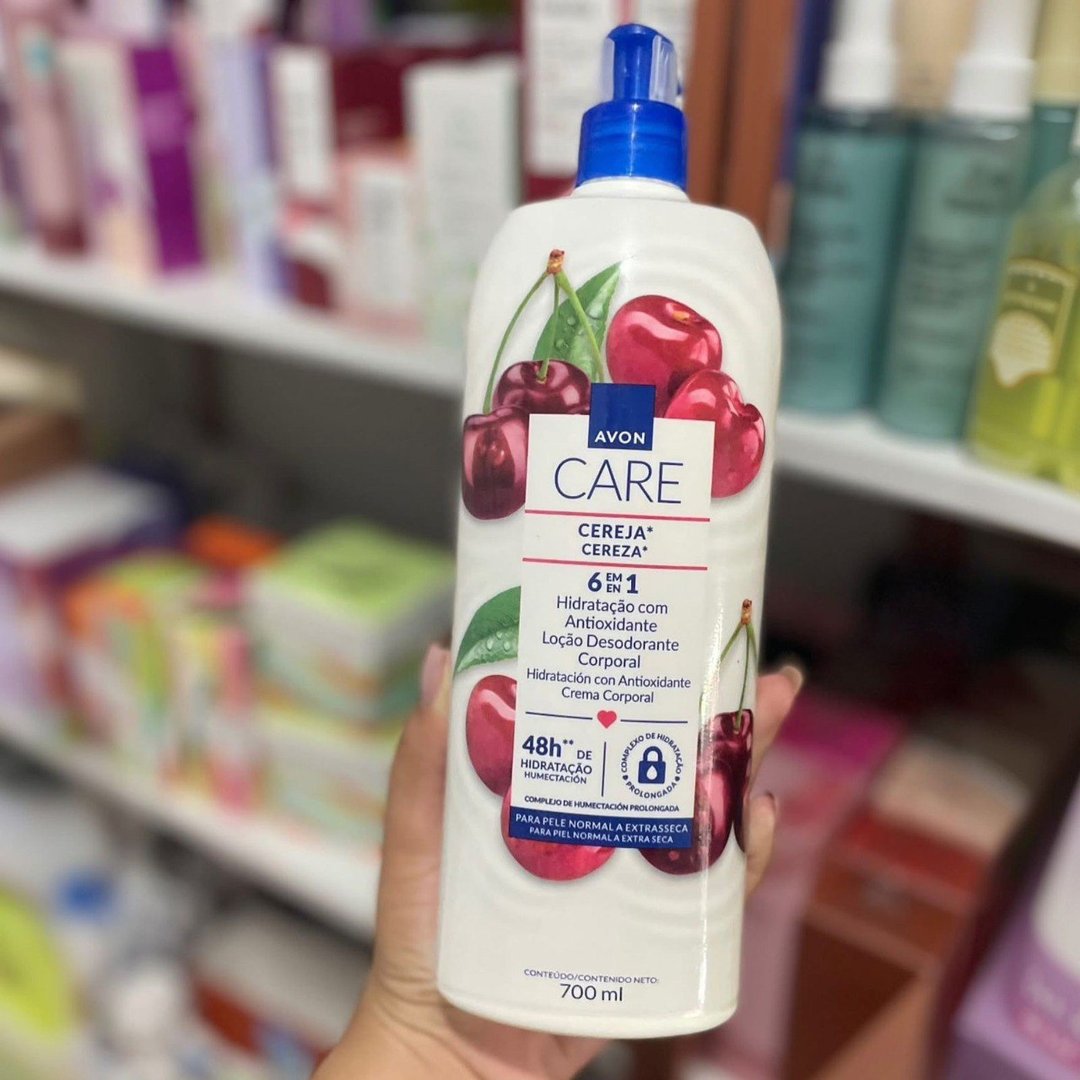 AVON
CARE
CEREJA*
CEREZA*
6 EM EN 1
Hidratação com
Antioxidante
Loção Desodorante
Corporal
Hidratación con Antioxidante
Crema Corporal
48h** DE
HIDRATAÇÃO
HUMECTACIÓN
COMPLEXO DE HIDRATAÇÃO PROLONGADA
COMPLEJO DE HUMECTACIÓN PROLONGADA
PARA PELE NORMAL A EXTRASSECA
PARA PIEL NORMAL A EXTRA SECA
CONTEÚDO/CONTENIDO NETO:
700 ml